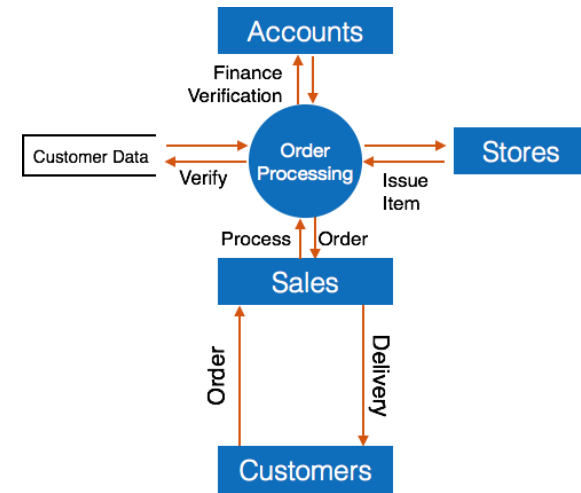 Accounts
Finance
Verification
Customer Data
Order
Processing
Stores
Verify
Issue
Item
Process
Order
Sales
Order
Delivery
Customers